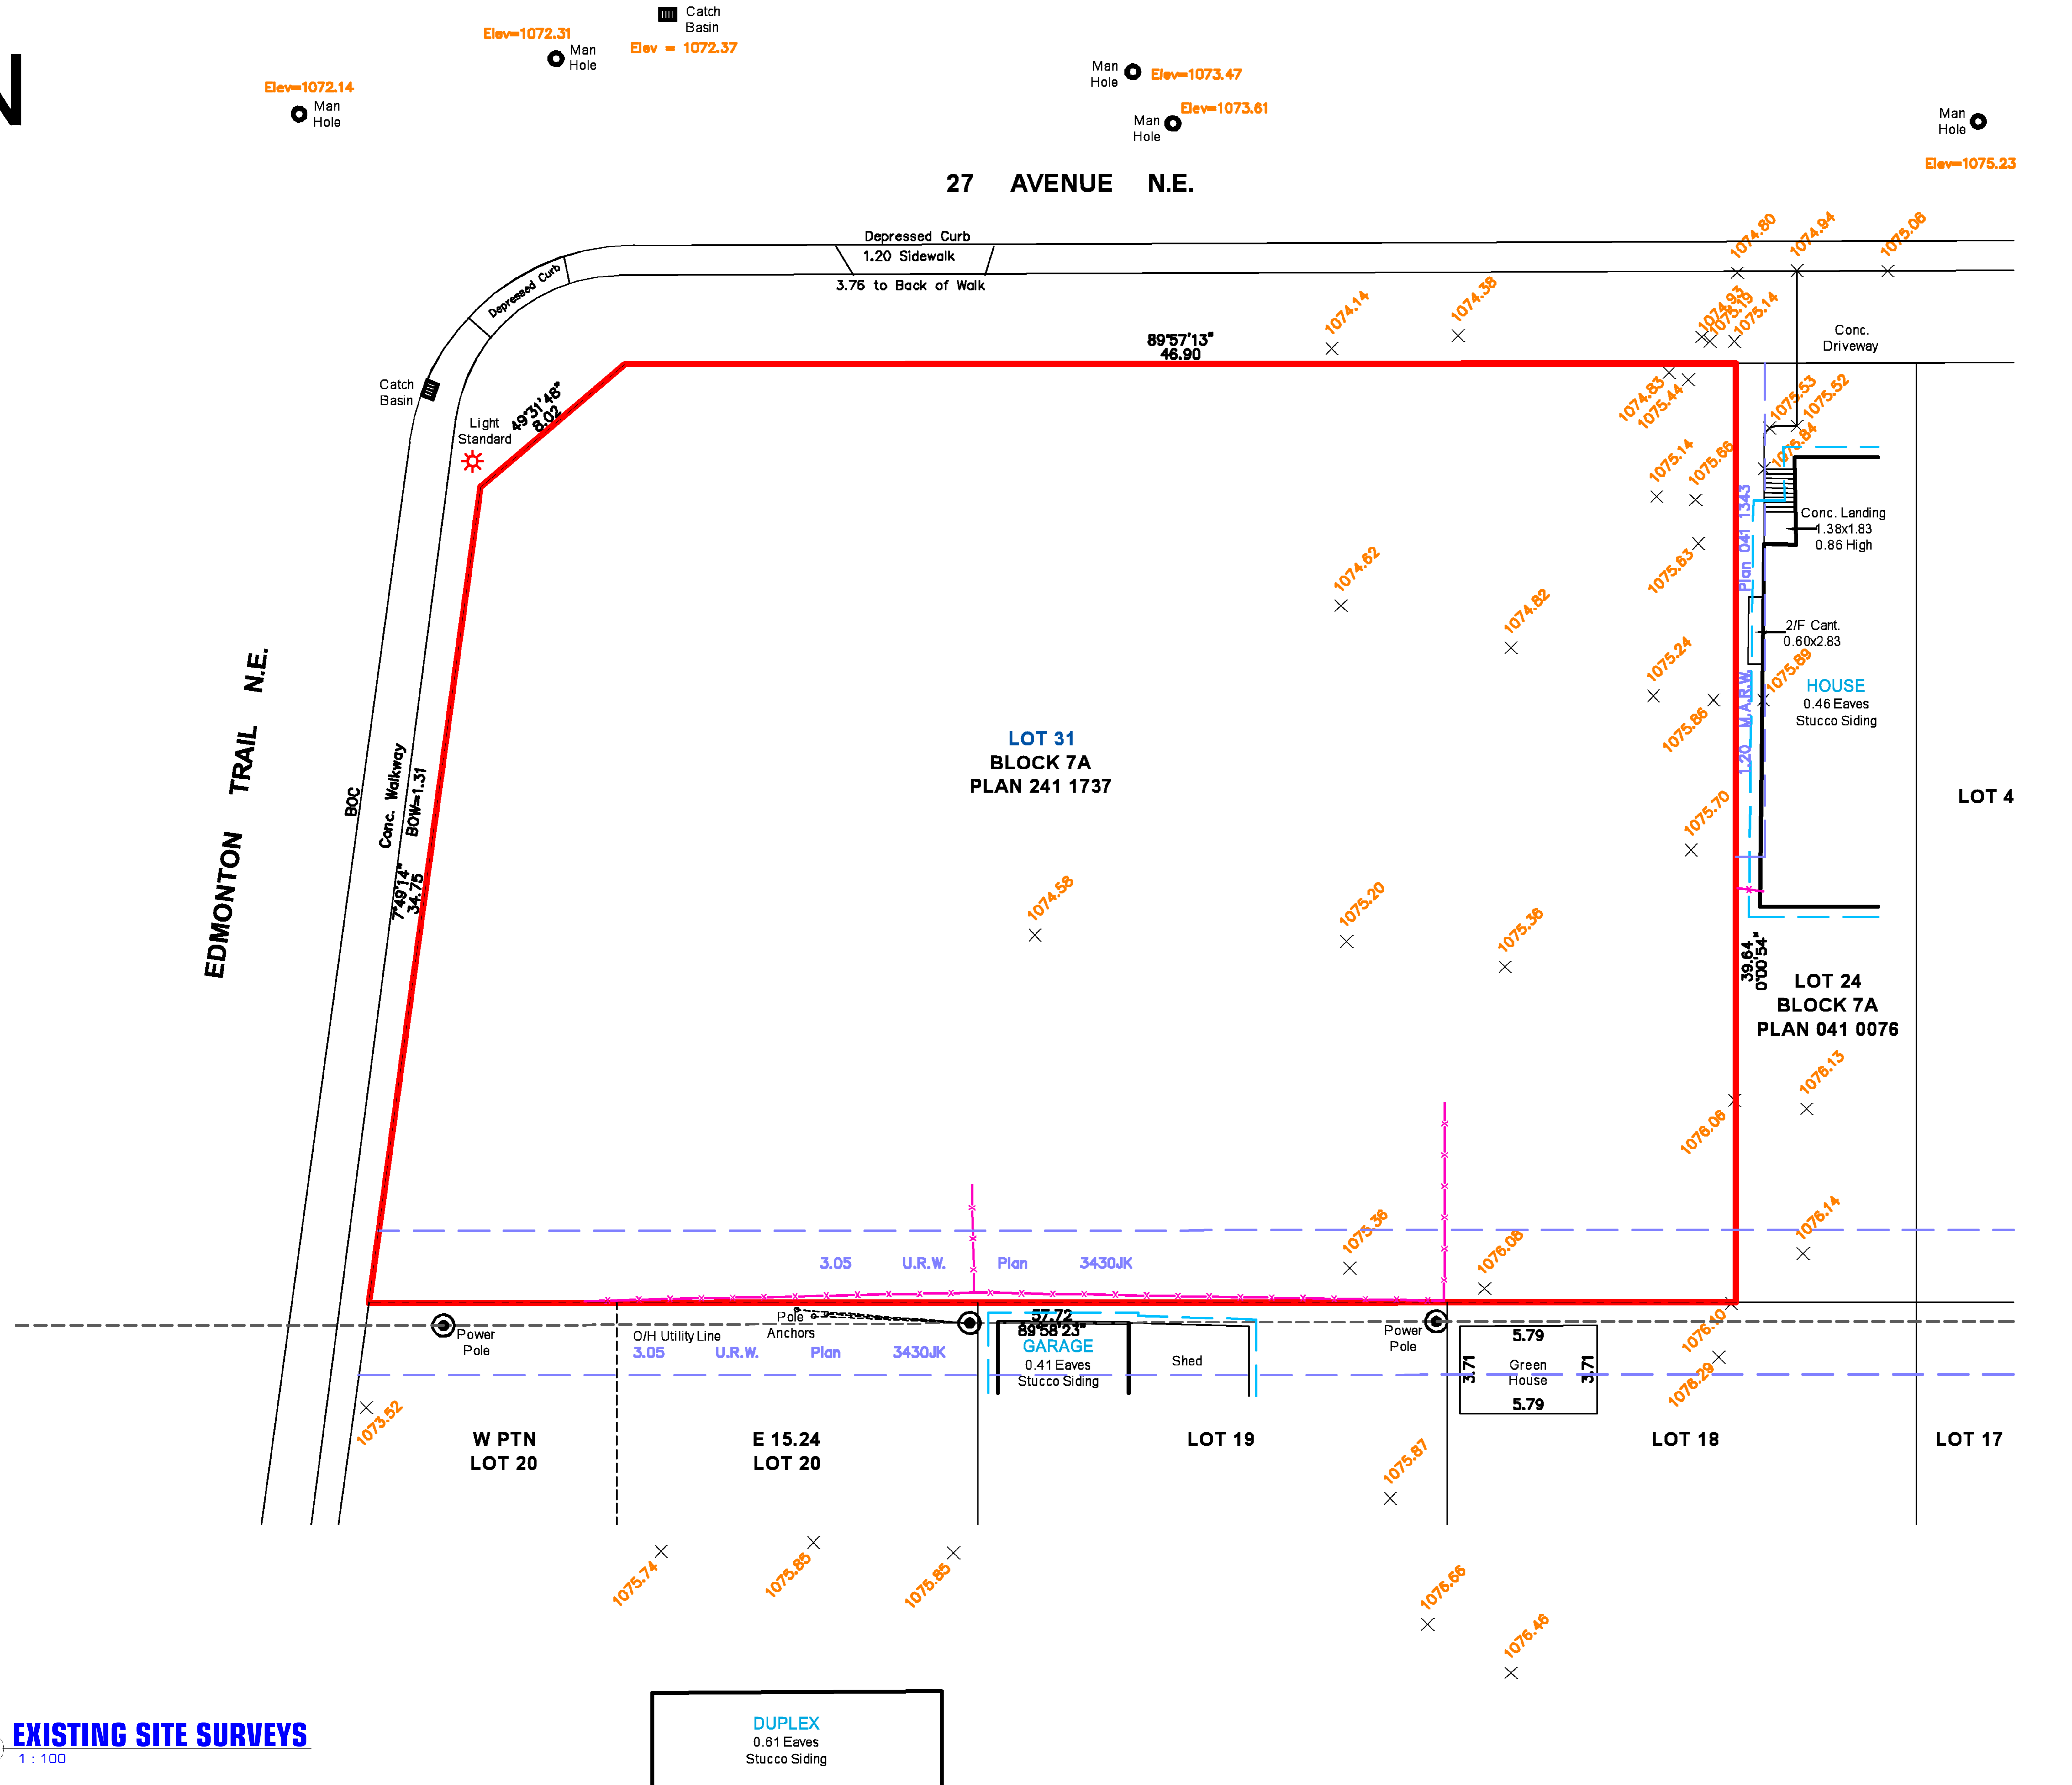 N
Catch
Basin
Elev=1072.31
Man
Hole
Elev = 1072.37
Elev=1072.14
Man
Hole
Man
Hole
Elev=1073.47
Elev=1073.61
Man
Hole
Man
Hole
Elev=1075.23
27 AVENUE N.E.
Depressed Curb
1.20 Sidewalk
3.76 to Back of Walk
Depressed Curb
1074.80
1074.94
1075.06
1074.14
1074.38
1074.93
1075.19
1075.14
89°57'13"
46.90
Conc.
Driveway
Catch
Basin
49°31'48"
8.02
Light
Standard
1074.83
1075.44
1075.53
1075.52
1075.84
1075.14
1075.66
1075.63
Conc. Landing
1.38x1.83
0.86 High
1.20 M.A.R.W. Plan 041 1343
1074.62
1074.82
2/F Cant.
0.60x2.83
1075.24
1075.89
1075.86
HOUSE
0.46 Eaves
Stucco Siding
EDMONTON TRAIL N.E.
BOC
Conc. Walkway
BOW=1.31
7°49'14"
34.75
LOT 31
BLOCK 7A
PLAN 241 1737
LOT 4
1075.70
1074.58
1075.20
1075.36
39.64
0°00'54"
LOT 24
BLOCK 7A
PLAN 041 0076
1076.13
1076.06
1076.14
1075.36
1076.08
3.05 U.R.W. Plan 3430JK
57.72
89°58'23"
Power
Pole
O/H Utility Line
Pole
Anchors
3.05 U.R.W. Plan 3430JK
GARAGE
0.41 Eaves
Stucco Siding
Shed
Power
Pole
5.79
3.71
Green
House
3.71
5.79
1076.10
1076.29
1073.52
W PTN
LOT 20
E 15.24
LOT 20
LOT 19
LOT 18
LOT 17
1075.87
1075.74
1075.85
1075.85
1076.66
1076.46
DUPLEX
0.61 Eaves
Stucco Siding
EXISTING SITE SURVEYS
1 : 100